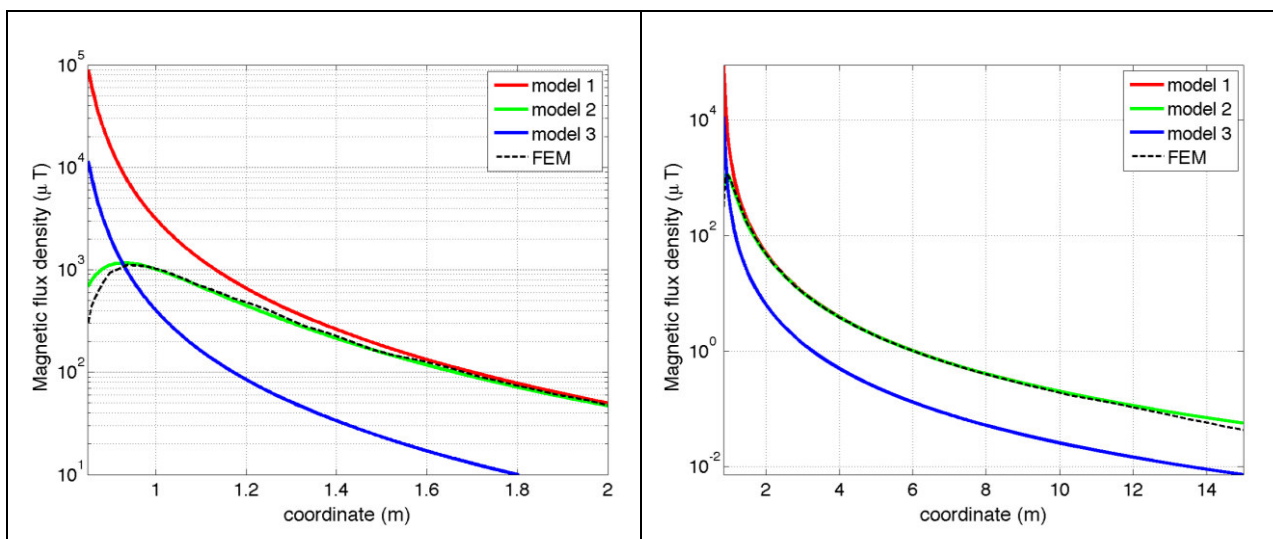 10^5
10^4
10^3
10^2
10^1
Magnetic flux density (μ T)
1
1.2
1.4
1.6
1.8
2
coordinate (m)
model 1
model 2
model 3
FEM
10^4
10^2
10^0
10^-2
Magnetic flux density (μ T)
2
4
6
8
10
12
14
coordinate (m)
model 1
model 2
model 3
FEM